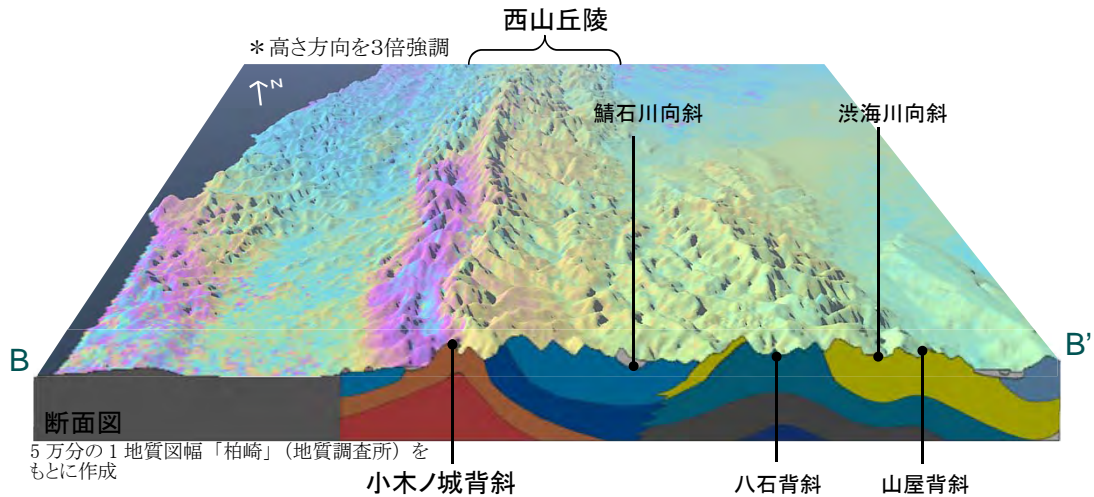 西山丘陵
＊高さ方向を3倍強調
N
鯖石川向斜
渋海川向斜
B
B'
断面図
5万分の1地質図幅「柏崎」（地質調査所）を
もとに作成
小木ノ城背斜
八石背斜
山屋背斜